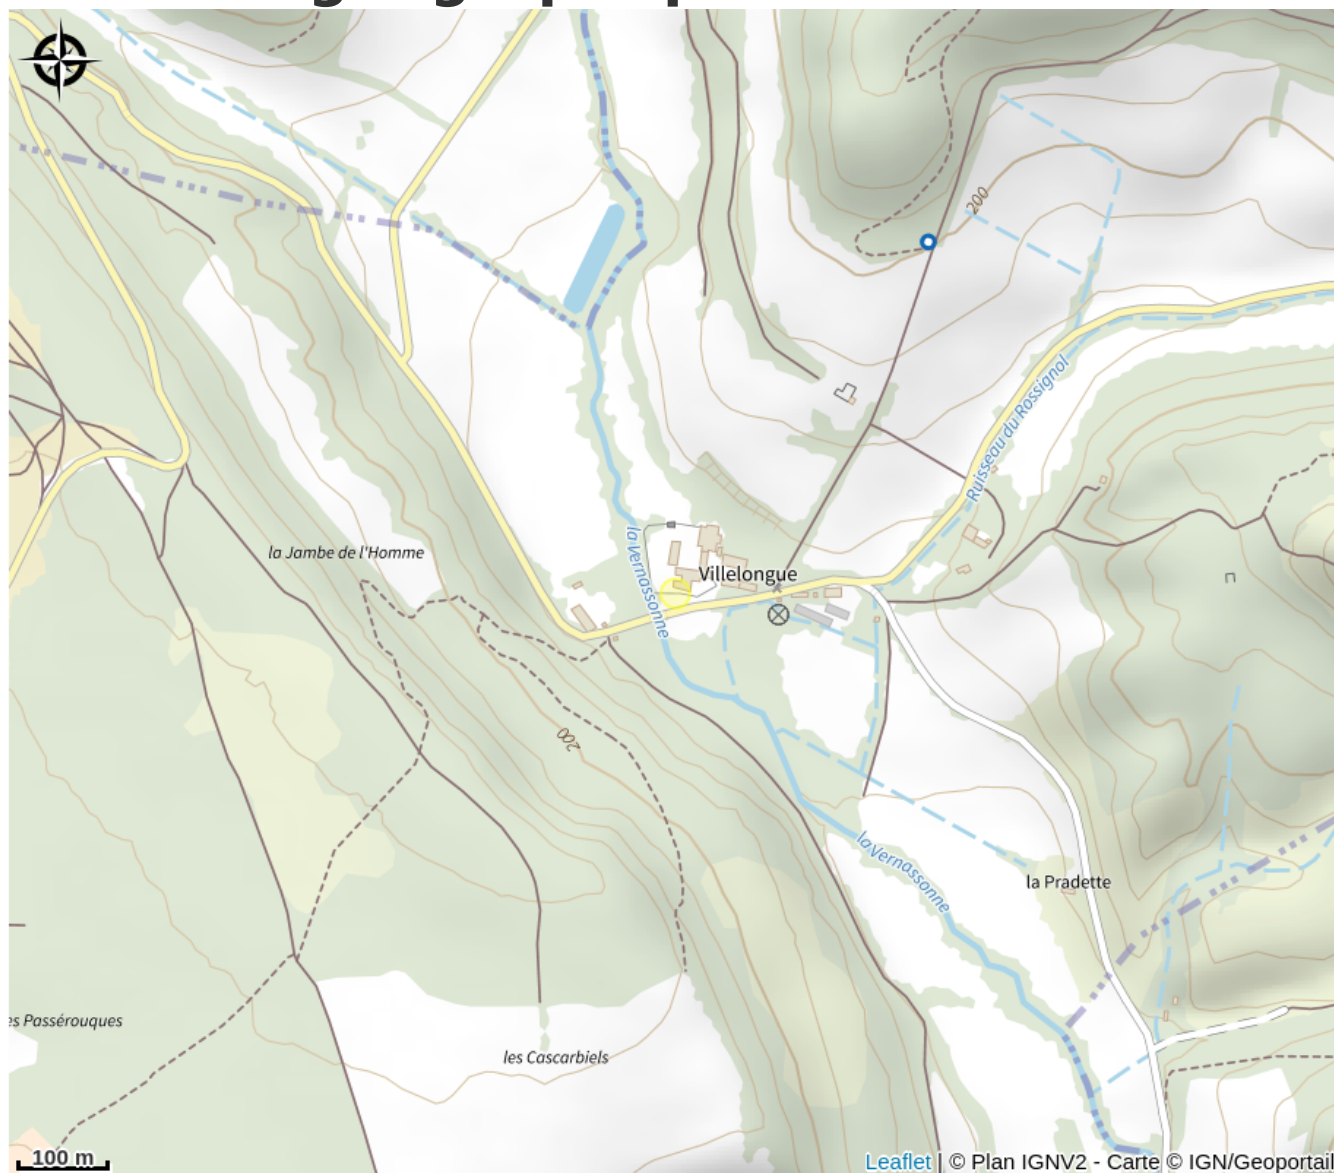 200
Ruisseau du Rossignol
la Jambe de l'Homme
la Vernassonne
Villelongue
200
la Vernassonne
la Pradette
es Passérouques
les Cascarbiels
100 m
Leaflet | © Plan IGNV2 - Carte © IGN/Geoportail